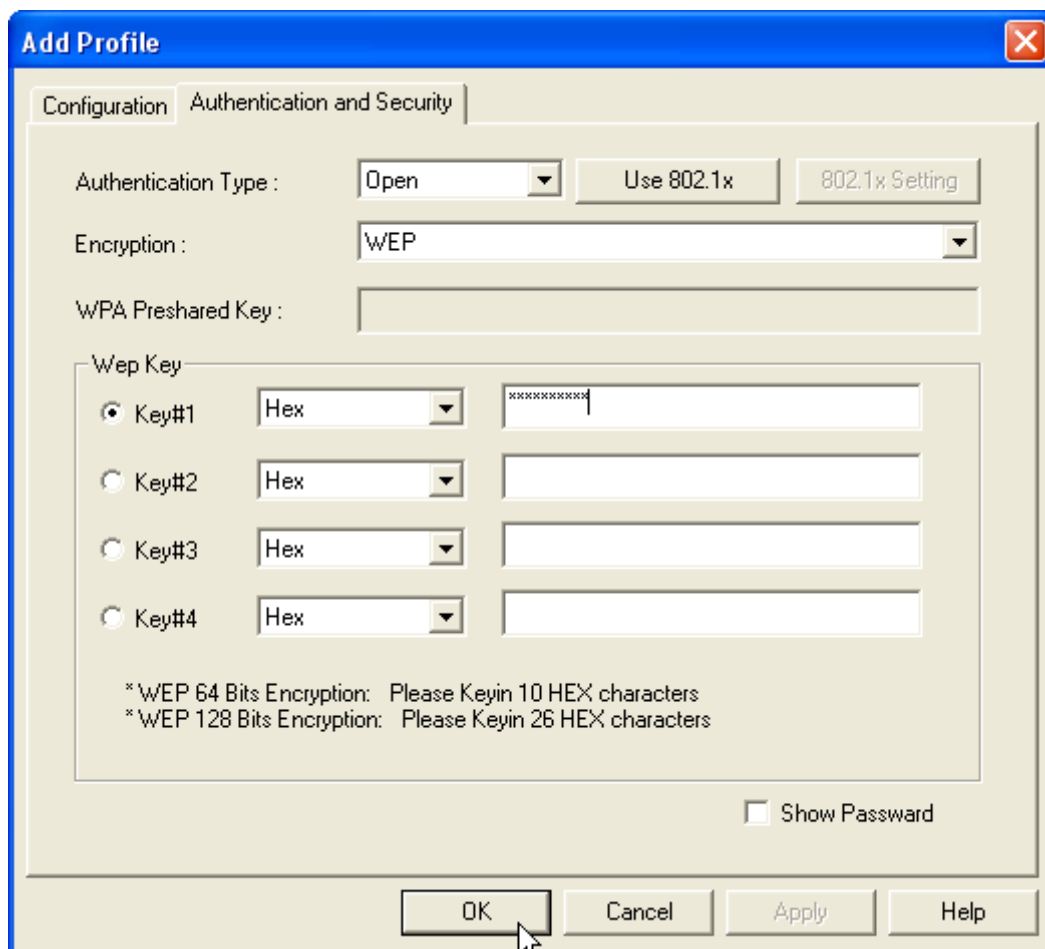 Add Profile
Configuration Authentication and Security
Authentication Type : Open Use 802.1x 802.1x Setting
Encryption : WEP
WPA Preshared Key :
Wep Key
Key#1 Hex **********
Key#2 Hex
Key#3 Hex
Key#4 Hex
* WEP 64 Bits Encryption: Please Keyin 10 HEX characters
* WEP 128 Bits Encryption: Please Keyin 26 HEX characters
Show Passward
OK Cancel Apply Help